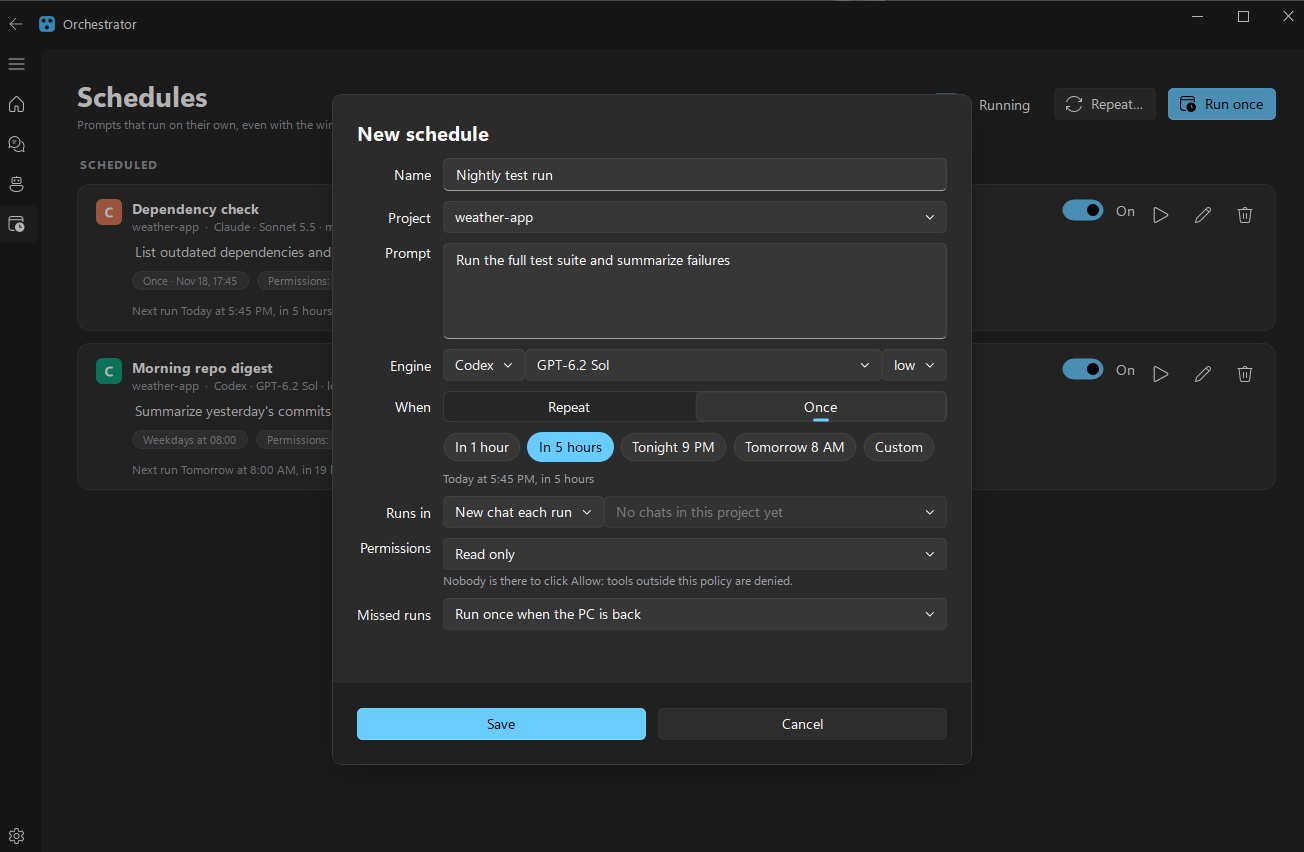 Orchestrator
Schedules
Prompts that run on their own, even with the
Running
Repeat...
Run once
SCHEDULED
C
Dependency check
weather-app · Claude · Sonnet 5.5 ·
List outdated dependencies and
Once · Nov 18, 17:45
Permissions:
Next run Today at 5:45 PM, in 5 hours
On
C
Morning repo digest
weather-app · Codex · GPT-6.2 Sol ·
Summarize yesterday's commits
Weekdays at 08:00
Permissions:
Next run Tomorrow at 8:00 AM, in 19
On
New schedule
Name
Nightly test run
Project
weather-app
Prompt
Run the full test suite and summarize failures
Engine
Codex
GPT-6.2 Sol
low
When
Repeat
Once
In 1 hour
In 5 hours
Tonight 9 PM
Tomorrow 8 AM
Custom
Today at 5:45 PM, in 5 hours
Runs in
New chat each run
No chats in this project yet
Permissions
Read only
Nobody is there to click Allow: tools outside this policy are denied.
Missed runs
Run once when the PC is back
Save
Cancel